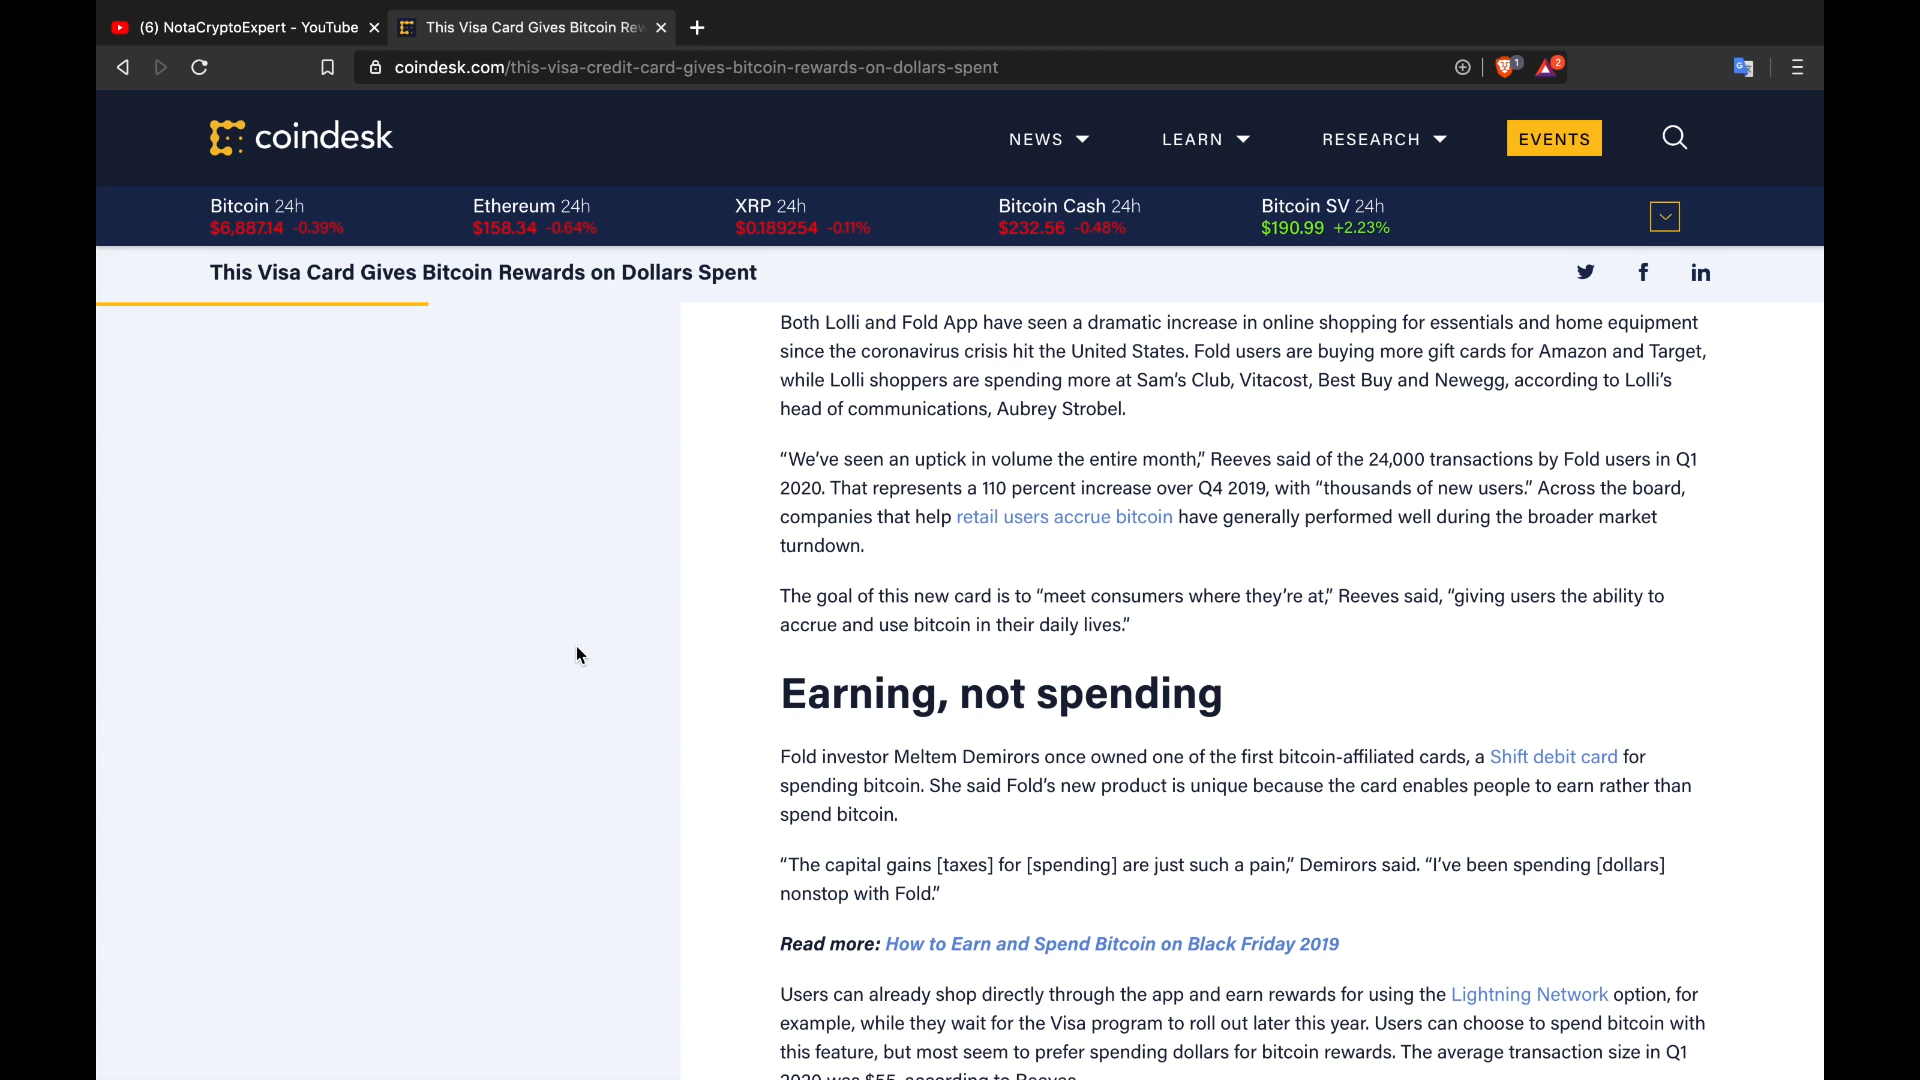 (6) NotaCryptoExpert - YouTube
This Visa Card Gives Bitcoin Rew
coindesk.com/this-visa-credit-card-gives-bitcoin-rewards-on-dollars-spent
1
2
coindesk
NEWS
LEARN
RESEARCH
EVENTS
Bitcoin 24h
$6,887.14 -0.39%
Ethereum 24h
$158.34 -0.64%
XRP 24h
$0.189254 -0.11%
Bitcoin Cash 24h
$232.56 -0.48%
Bitcoin SV 24h
$190.99 +2.23%
This Visa Card Gives Bitcoin Rewards on Dollars Spent
Both Lolli and Fold App have seen a dramatic increase in online shopping for essentials and home equipment
since the coronavirus crisis hit the United States. Fold users are buying more gift cards for Amazon and Target,
while Lolli shoppers are spending more at Sam's Club, Vitacost, Best Buy and Newegg, according to Lolli's
head of communications, Aubrey Strobel.
“We've seen an uptick in volume the entire month,” Reeves said of the 24,000 transactions by Fold users in Q1
2020. That represents a 110 percent increase over Q4 2019, with “thousands of new users.” Across the board,
companies that help retail users accrue bitcoin have generally performed well during the broader market
turndown.
The goal of this new card is to “meet consumers where they're at,” Reeves said, “giving users the ability to
accrue and use bitcoin in their daily lives.”
Earning, not spending
Fold investor Meltem Demirors once owned one of the first bitcoin-affiliated cards, a Shift debit card for
spending bitcoin. She said Fold's new product is unique because the card enables people to earn rather than
spend bitcoin.
“The capital gains [taxes] for [spending] are just such a pain,” Demirors said. “I've been spending [dollars]
nonstop with Fold.”
Read more: How to Earn and Spend Bitcoin on Black Friday 2019
Users can already shop directly through the app and earn rewards for using the Lightning Network option, for
example, while they wait for the Visa program to roll out later this year. Users can choose to spend bitcoin with
this feature, but most seem to prefer spending dollars for bitcoin rewards. The average transaction size in Q1
2020 was $55, according to Reeves.